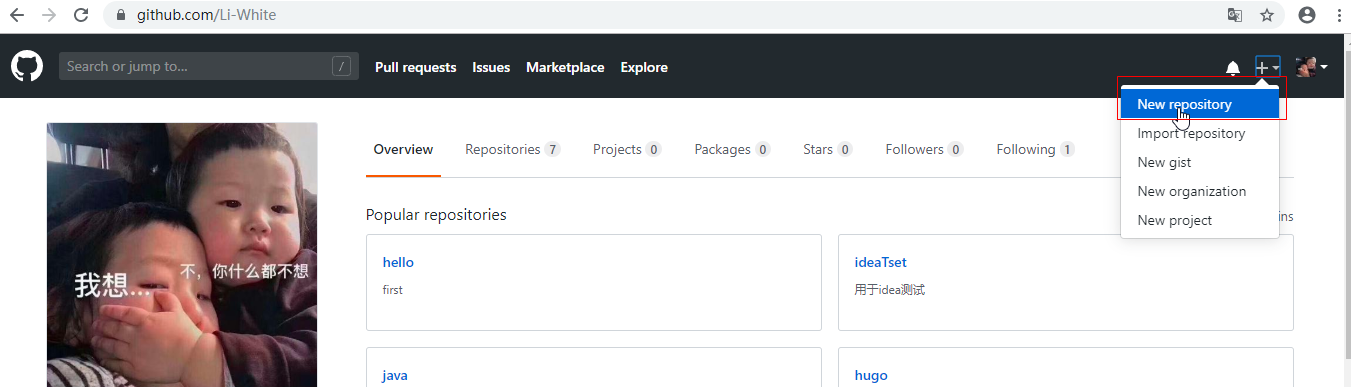 github.com/Li-White
Search or jump to... /
Pull requests Issues Marketplace Explore
New repository
Import repository
New gist
New organization
New project
Overview Repositories 7 Projects 0 Packages 0 Stars 0 Followers 0 Following 1
Popular repositories
hello
first
ideaTset
用于idea测试
java
hugo
我想...
不，你什么都不想